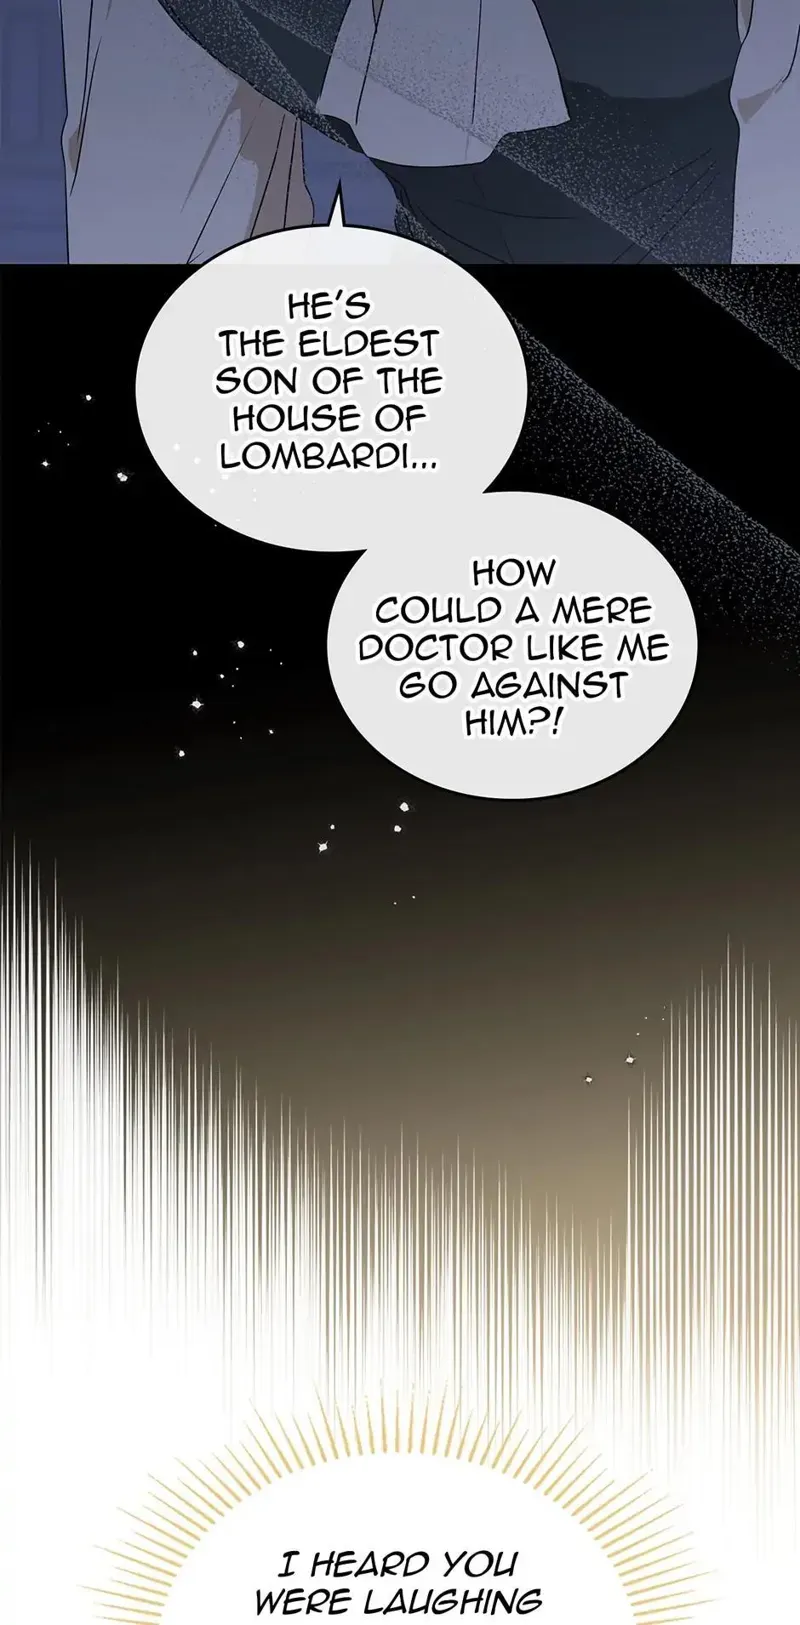 HE'S
THE ELDEST
SON OF THE
HOUSE OF
LOMBARDI...
HOW
COULD A MERE
DOCTOR LIKE ME
GO AGAINST
HIM?!
I HEARD YOU
WERE LAUGHING